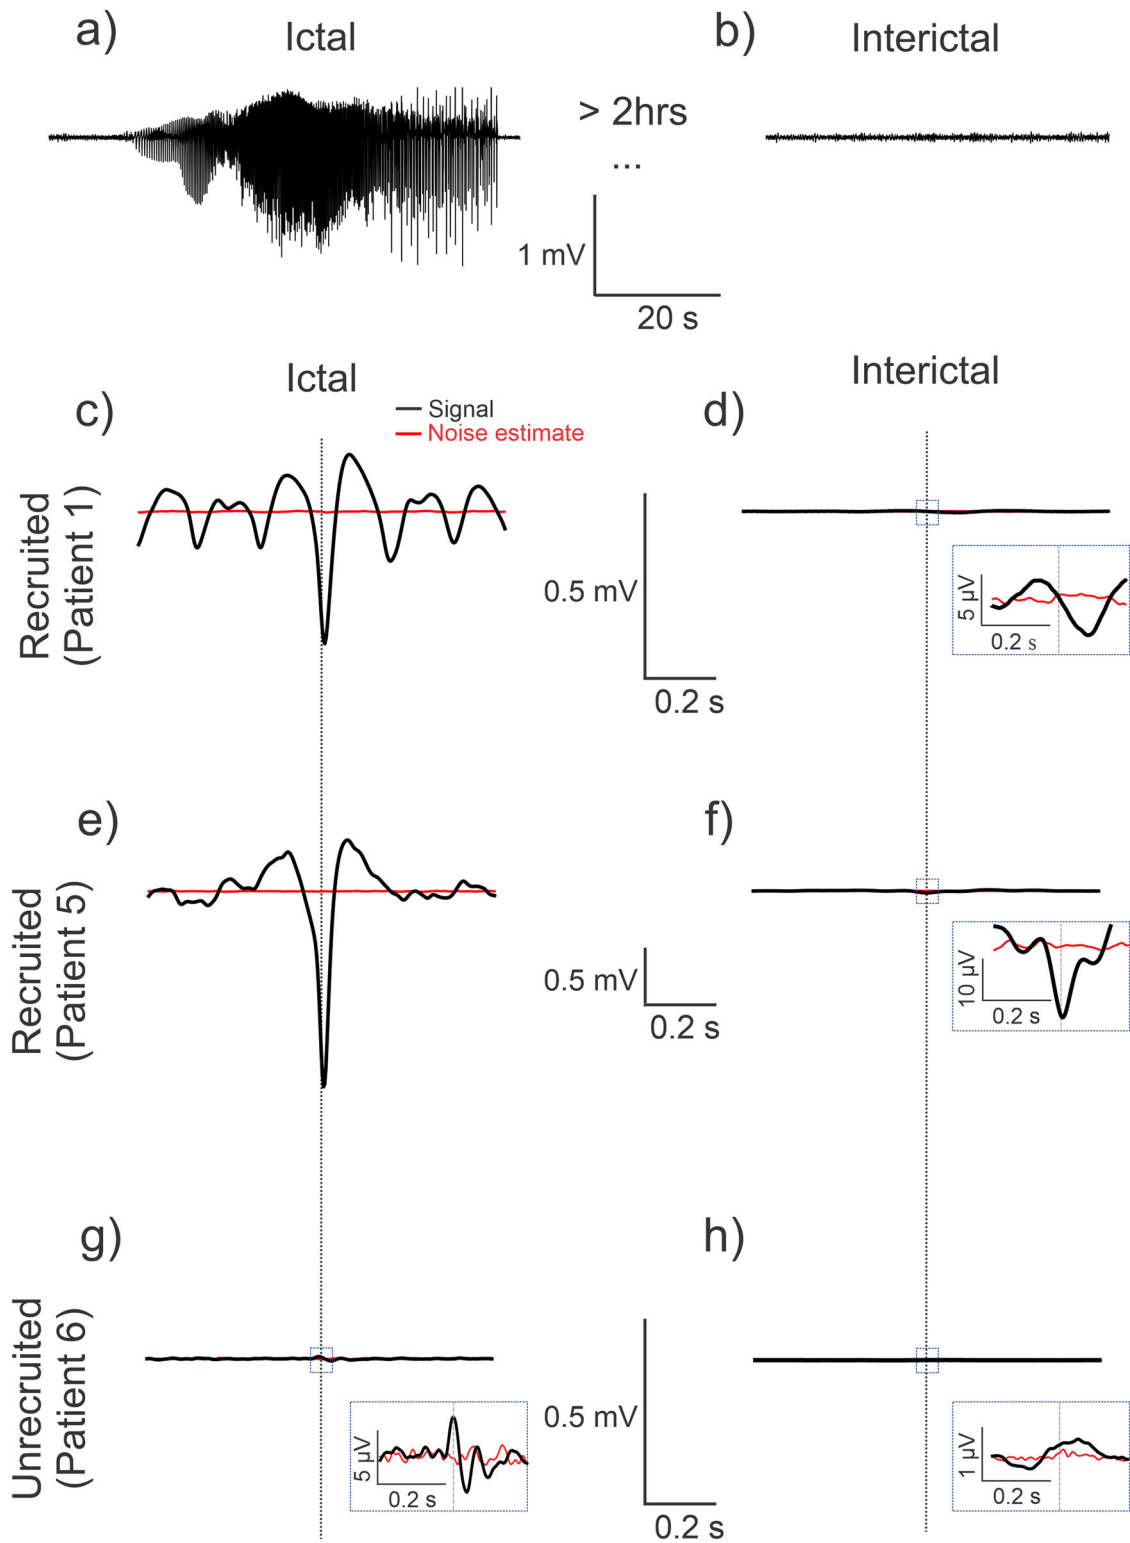 a)
Ictal
b)
Interictal
> 2hrs
...
1 mV
20 s
Ictal
Interictal
c)
Signal
Noise estimate
d)
Recruited
(Patient 1)
0.5 mV
0.2 s
5 µV
0.2 s
e)
f)
Recruited
(Patient 5)
0.5 mV
0.2 s
10 µV
0.2 s
g)
h)
Unrecruited
(Patient 6)
5 µV
0.2 s
0.5 mV
0.2 s
1 µV
0.2 s